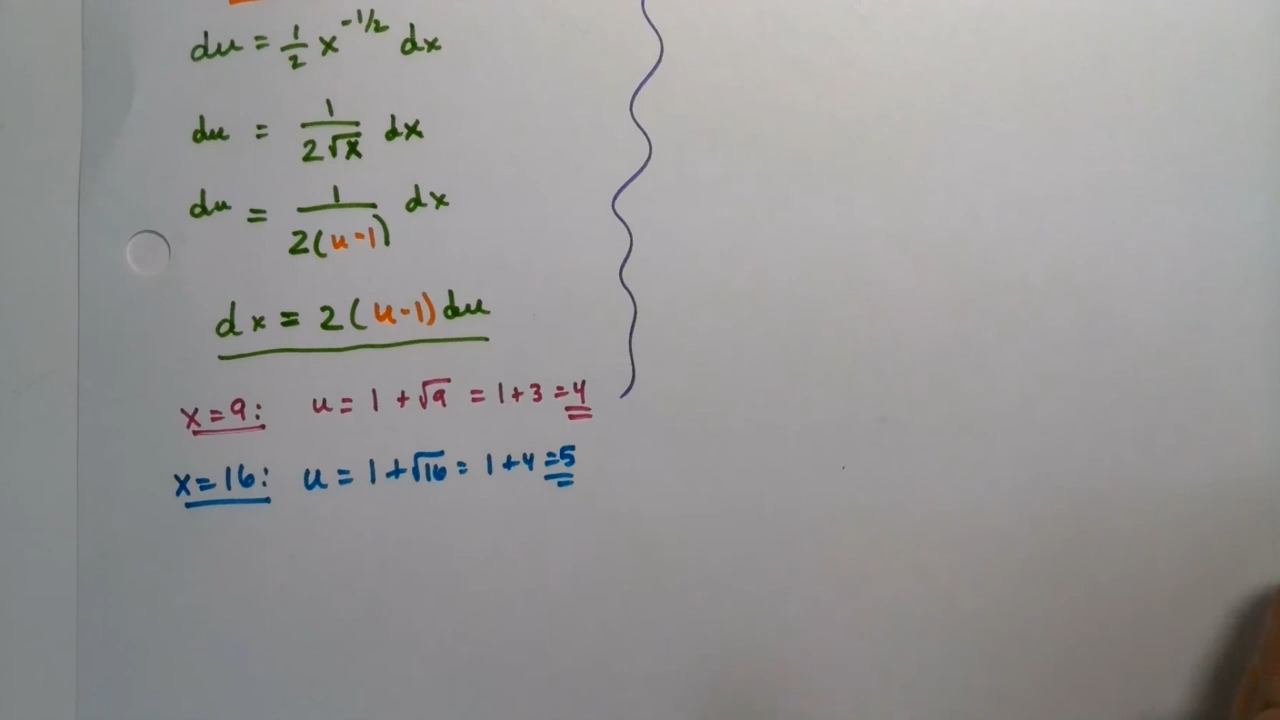 du = 1/2 x^-1/2 dx
du = 1/(2√x) dx
du = 1/(2(u-1)) dx
dx = 2(u-1)du
x=9: u = 1 + √9 = 1+3 = 4
x=16: u = 1+√16 = 1+4 = 5